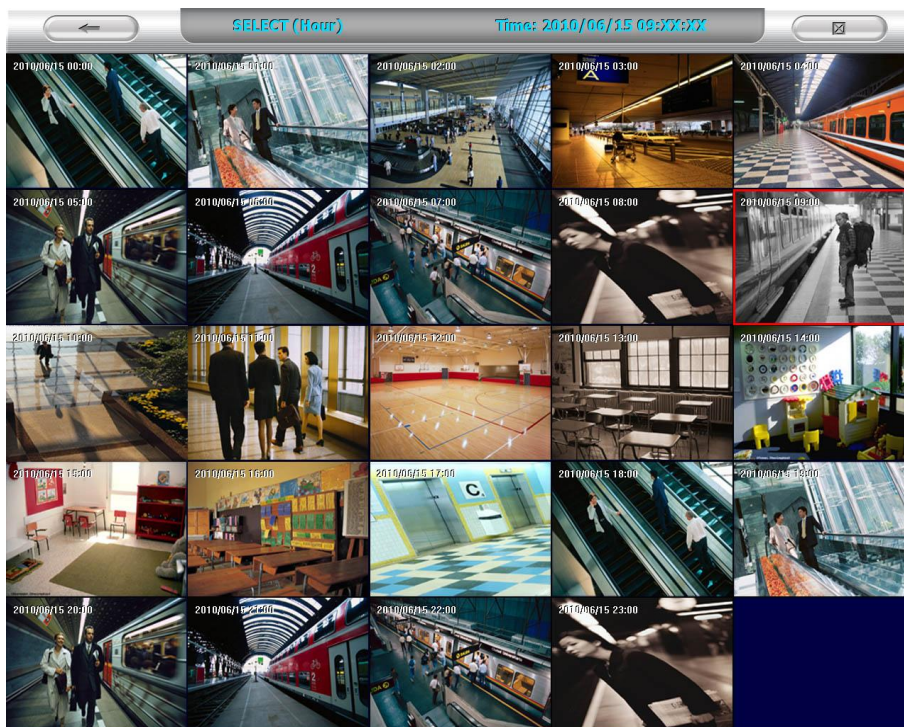 SELECT (Hour) Time: 2010/06/15 09:XX:XX
2010/06/15 00:00 2010/06/15 01:00 2010/06/15 02:00 2010/06/15 03:00 2010/06/15 04:00
A
2010/06/15 05:00 2010/06/15 06:00 2010/06/15 07:00 2010/06/15 08:00 2010/06/15 09:00
2
2010/06/15 10:00 2010/06/15 11:00 2010/06/15 12:00 2010/06/15 13:00 2010/06/15 14:00
2010/06/15 15:00 2010/06/15 16:00 2010/06/15 17:00 2010/06/15 18:00 2010/06/15 19:00
C
2010/06/15 20:00 2010/06/15 21:00 2010/06/15 22:00 2010/06/15 23:00
2